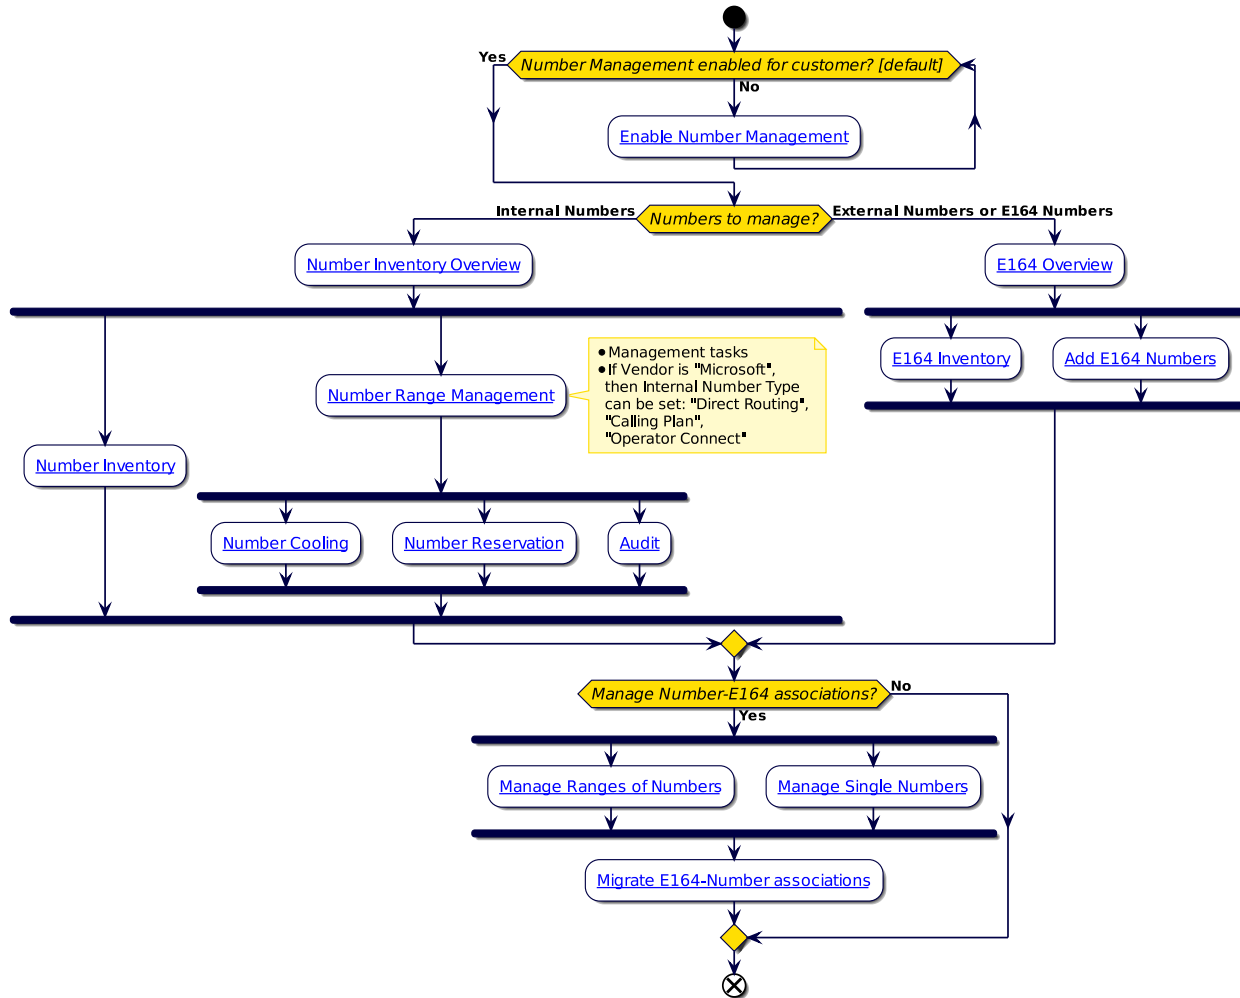 Yes
Number Management enabled for customer? [default]
No
Enable Number Management
Internal Numbers
Numbers to manage?
External Numbers or E164 Numbers
Number Inventory Overview
E164 Overview
• Management tasks
• If Vendor is "Microsoft",
then Internal Number Type
can be set: "Direct Routing",
"Calling Plan",
"Operator Connect"
E164 Inventory
Add E164 Numbers
Number Range Management
Number Inventory
Number Cooling
Number Reservation
Audit
Manage Number-E164 associations?
No
Yes
Manage Ranges of Numbers
Manage Single Numbers
Migrate E164-Number associations